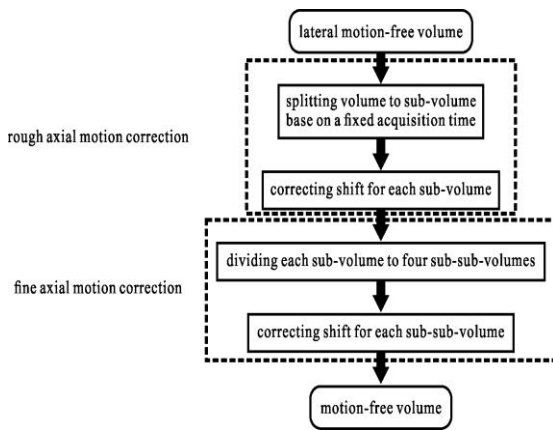 lateral motion-free volume
splitting volume to sub-volume
base on a fixed acquisition time
rough axial motion correction
correcting shift for each sub-volume
dividing each sub-volume to four sub-sub-volumes
fine axial motion correction
correcting shift for each sub-sub-volume
motion-free volume